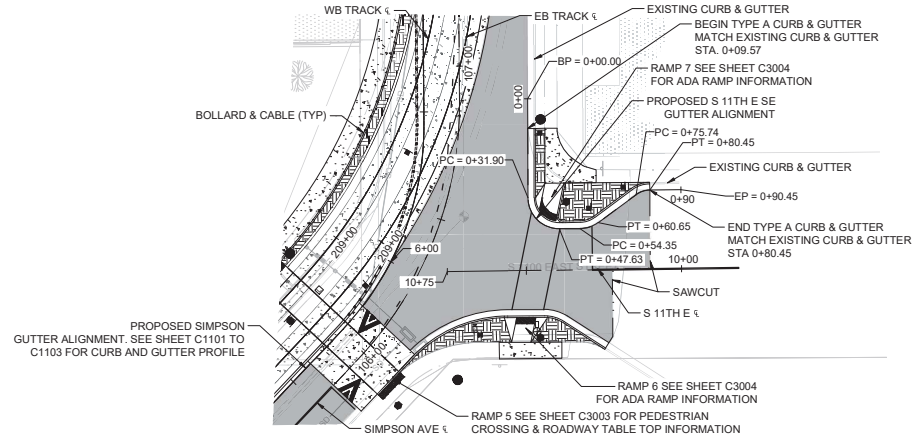 WB TRACK ℄
EB TRACK ℄
EXISTING CURB & GUTTER
BEGIN TYPE A CURB & GUTTER
MATCH EXISTING CURB & GUTTER
STA. 0+09.57
107+00
BP = 0+00.00
0+00
RAMP 7 SEE SHEET C3004
FOR ADA RAMP INFORMATION
PROPOSED S 11TH E SE
GUTTER ALIGNMENT
BOLLARD & CABLE (TYP)
PC = 0+75.74
PT = 0+80.45
PC = 0+31.90
EXISTING CURB & GUTTER
0+90
EP = 0+90.45
PT = 0+60.65
END TYPE A CURB & GUTTER
MATCH EXISTING CURB & GUTTER
STA 0+80.45
PC = 0+54.35
209+00
209+00
6+00
PT = 0+47.63
10+00
10+75
SAWCUT
S 11TH E ℄
PROPOSED SIMPSON
GUTTER ALIGNMENT. SEE SHEET C1101 TO
C1103 FOR CURB AND GUTTER PROFILE
106+00
RAMP 6 SEE SHEET C3004
FOR ADA RAMP INFORMATION
RAMP 5 SEE SHEET C3003 FOR PEDESTRIAN
CROSSING & ROADWAY TABLE TOP INFORMATION
SIMPSON AVE ℄